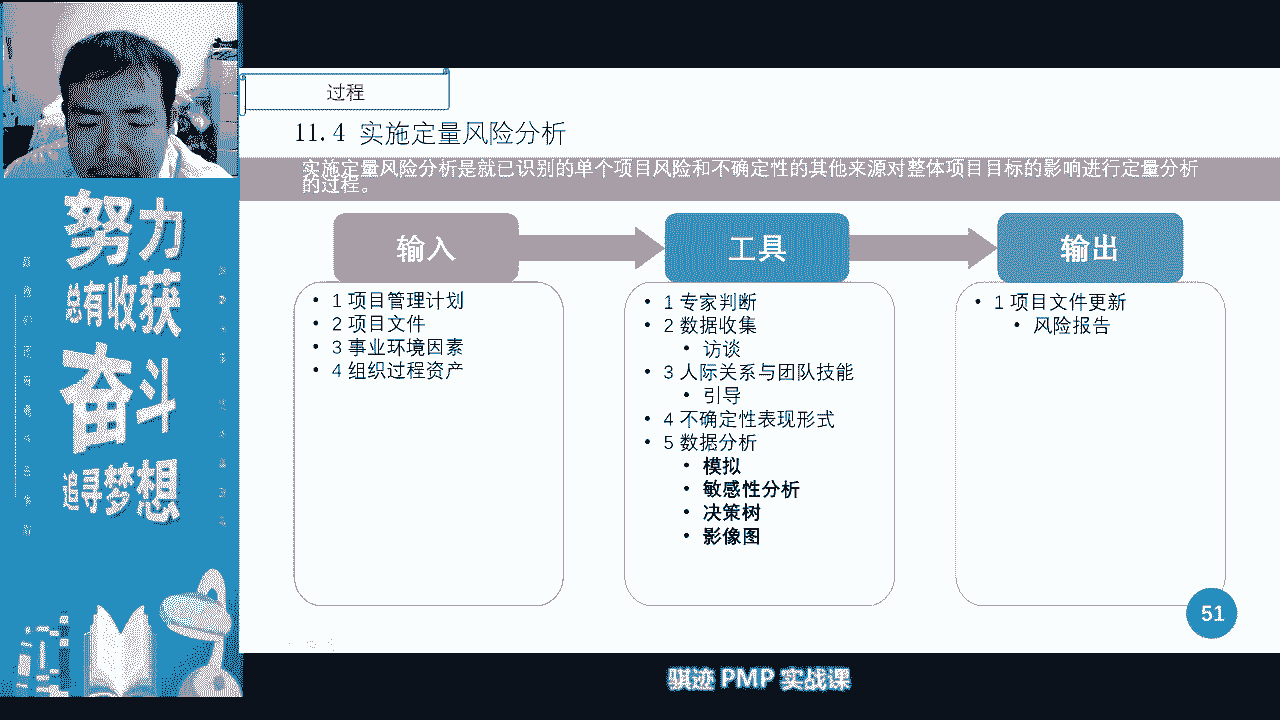 过程
11.4 实施定量风险分析
实施定量风险分析是就已识别的单个项目风险和不确定性的其他来源对整体项目目标的影响进行定量分析
的过程。
输入
• 1 项目管理计划
• 2 项目文件
• 3 事业环境因素
• 4 组织过程资产
工具
• 1 专家判断
• 2 数据收集
• 访谈
• 3 人际关系与团队技能
• 引导
• 4 不确定性表现形式
• 5 数据分析
• 模拟
• 敏感性分析
• 决策树
• 影像图
输出
• 1 项目文件更新
• 风险报告
51
努力
总有收获
奋斗
追寻梦想
骐迹 PMP 实战课